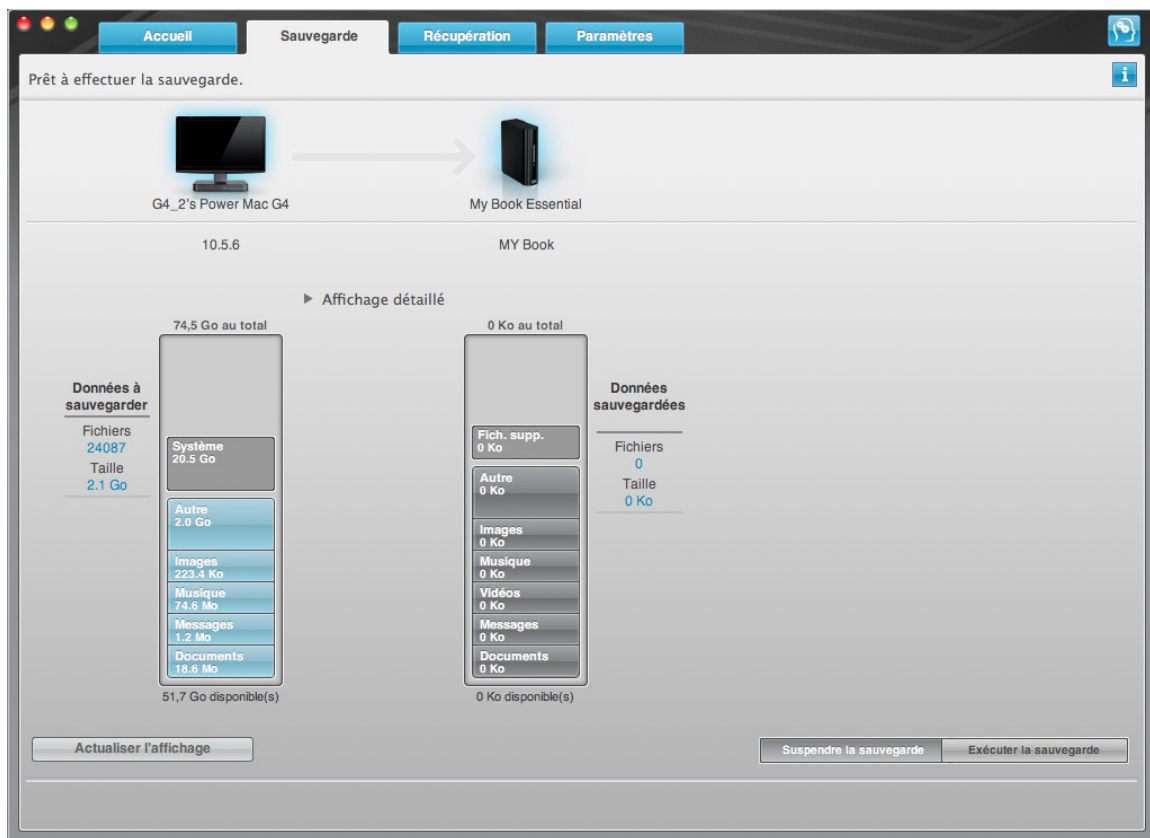 Accueil
Sauvegarde
Récupération
Paramètres
Prêt à effectuer la sauvegarde.
G4_2's Power Mac G4
My Book Essential
10.5.6
MY Book
Affichage détaillé
74,5 Go au total
0 Ko au total
Données à
sauvegarder
Fichiers
24087
Taille
2.1 Go
Système
20.5 Go
Autre
2.0 Go
Images
223.4 Ko
Musique
74.6 Mo
Messages
1.2 Mo
Documents
18.6 Mo
51,7 Go disponible(s)
Fich. supp.
0 Ko
Autre
0 Ko
Images
0 Ko
Musique
0 Ko
Vidéos
0 Ko
Messages
0 Ko
Documents
0 Ko
0 Ko disponible(s)
Données
sauvegardées
Fichiers
0
Taille
0 Ko
Actualiser l'affichage
Suspendre la sauvegarde
Exécuter la sauvegarde